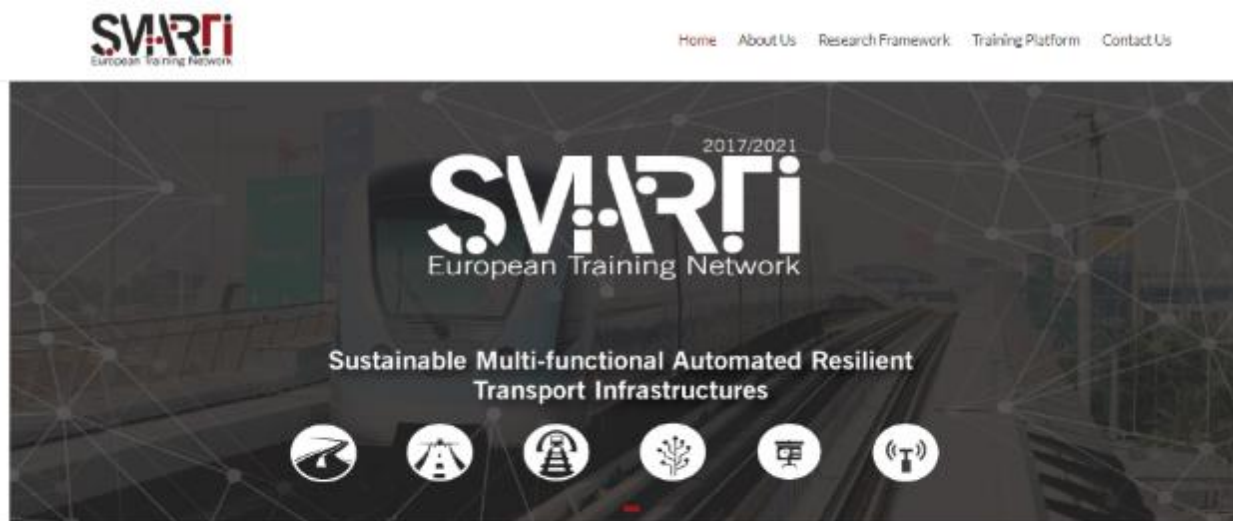 SMARTi
European Training Network
Home About Us Research Framework Training Platform Contact Us
2017/2021
SMARTi
European Training Network
Sustainable Multi-functional Automated Resilient
Transport Infrastructures